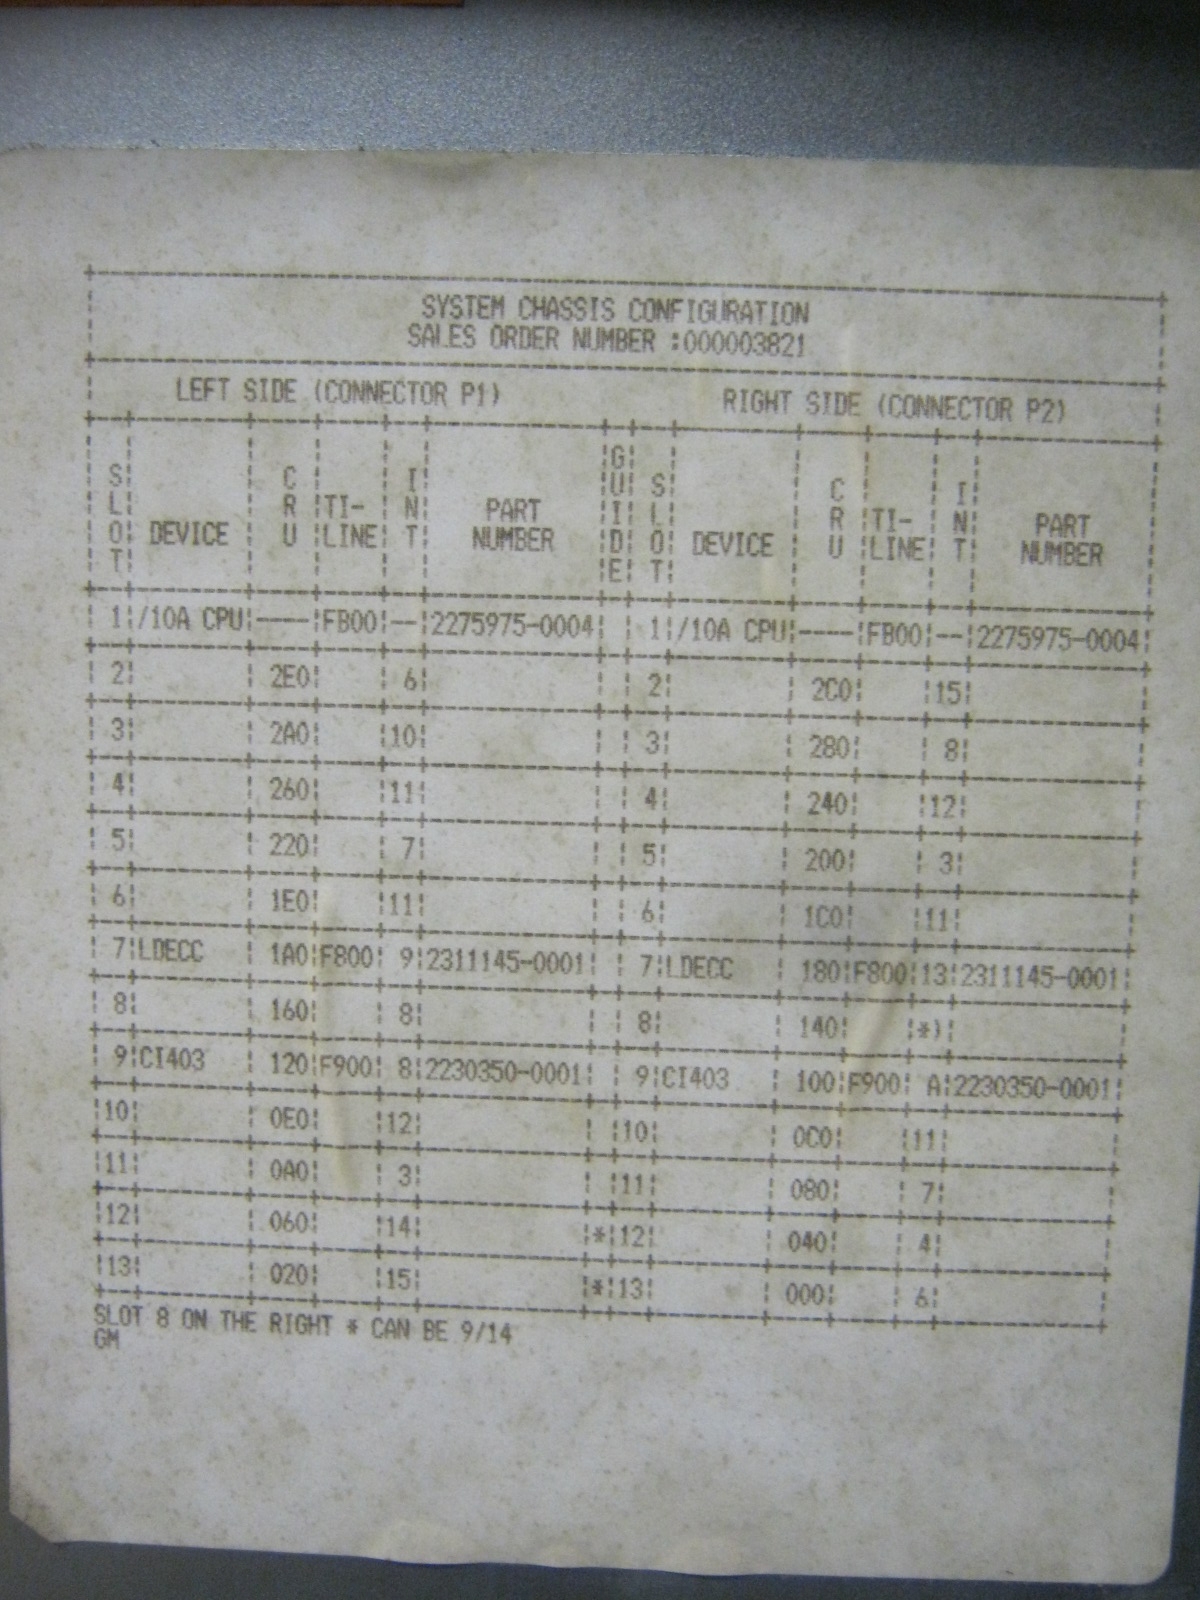 SYSTEM CHASSIS CONFIGURATION
SALES ORDER NUMBER :000003821
LEFT SIDE (CONNECTOR P1) RIGHT SIDE (CONNECTOR P2)
SLOT DEVICE CRU TI-LINE INT PART NUMBER GUIDE SLOT DEVICE CRU TI-LINE INT PART NUMBER
1 /10A CPU ---- FB00 -- 2275975-0004 1 /10A CPU ---- FB00 -- 2275975-0004
2 2E0 6 2 2C0 15
3 2A0 10 3 280 8
4 260 11 4 240 12
5 220 7 5 200 3
6 1E0 11 6 1C0 11
7 LDECC 1A0 F800 9 2311145-0001 7 LDECC 180 F800 13 2311145-0001
8 160 8 8 140 *)
9 CI403 120 F900 8 2230350-0001 9 CI403 100 F900 A 2230350-0001
10 0E0 12 10 0C0 11
11 0A0 3 11 080 7
12 060 14 * 12 040 4
13 020 15 * 13 000 6
SLOT 8 ON THE RIGHT * CAN BE 9/14
GM